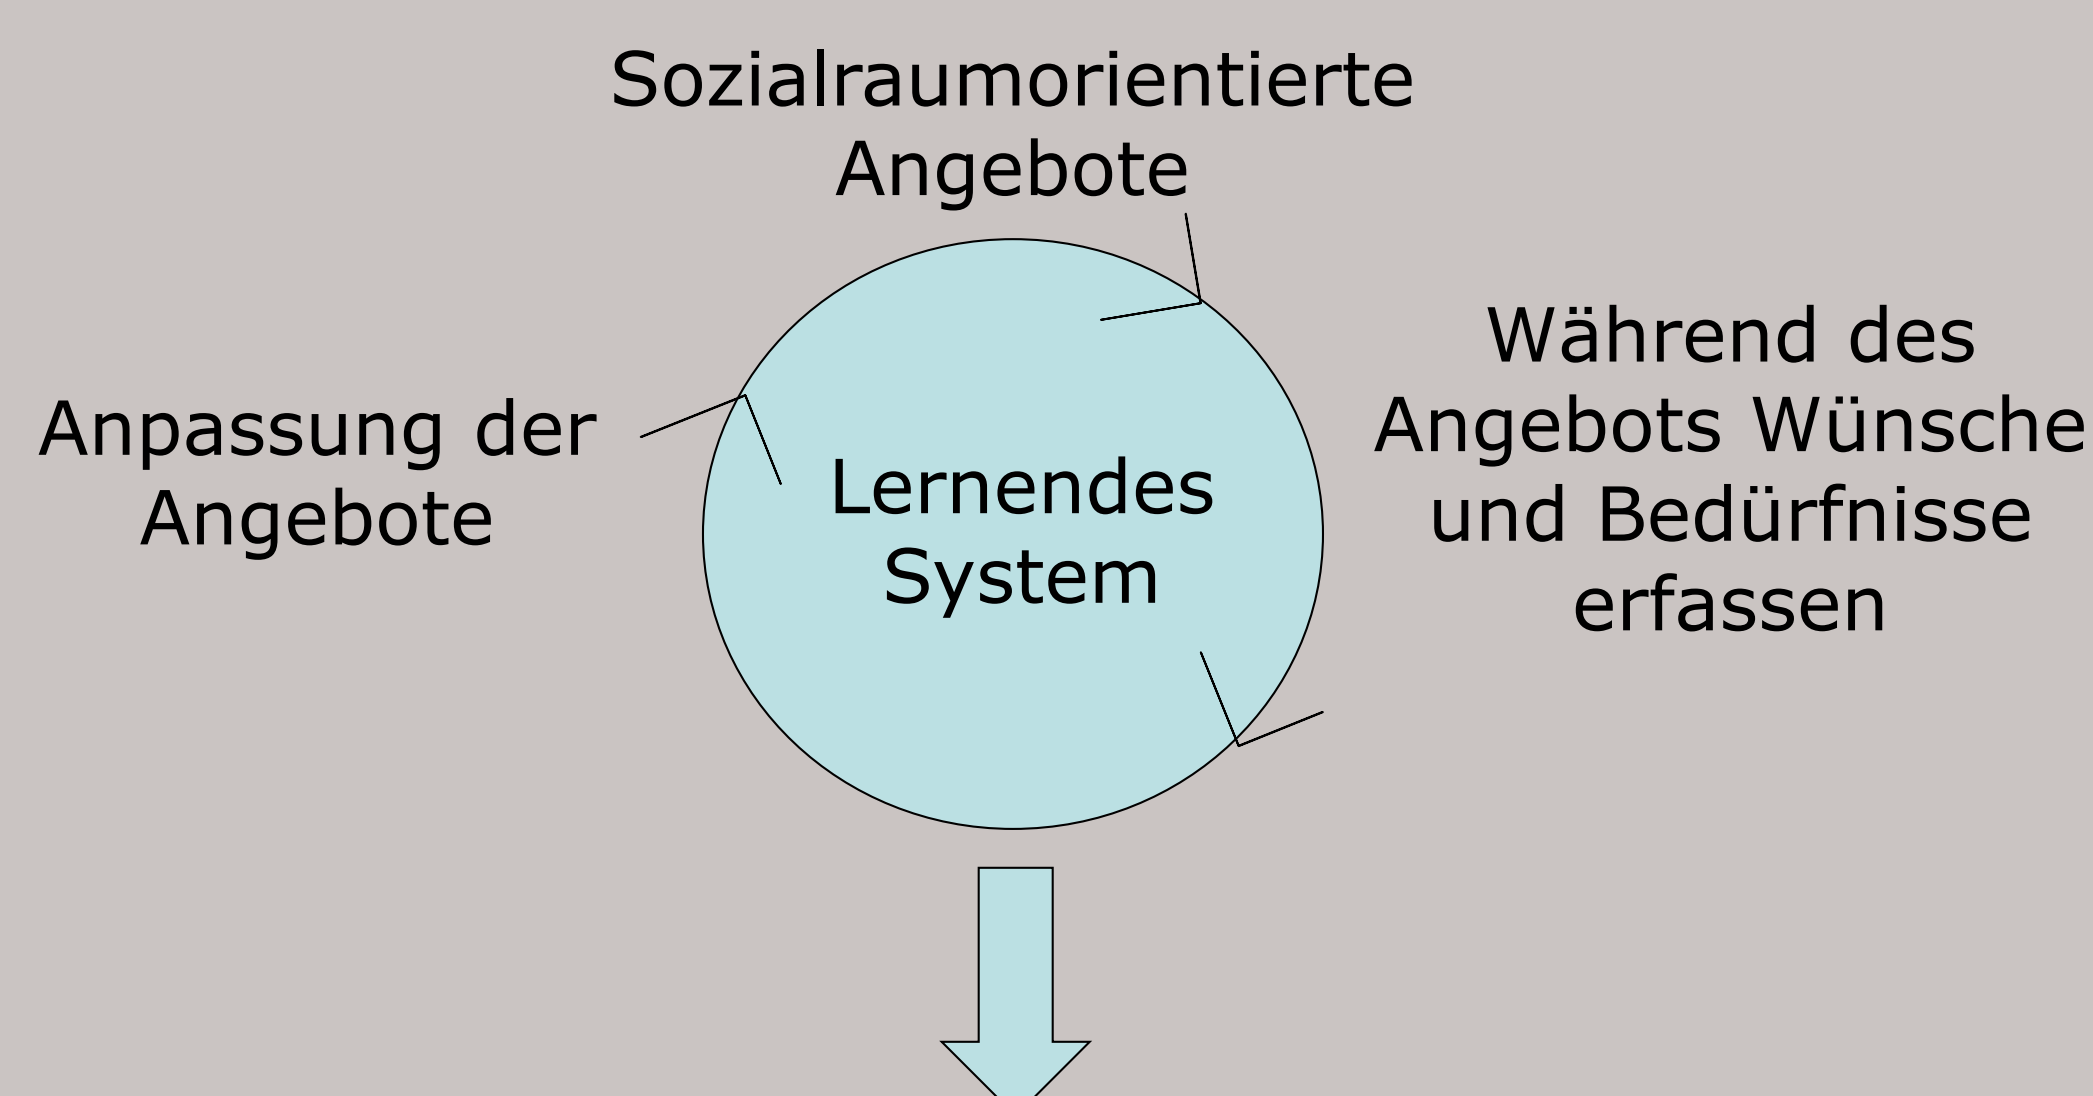 Sozialraumorientierte
Angebote
Während des
Angebots Wünsche
und Bedürfnisse
erfassen
Anpassung der
Angebote
Lernendes
System